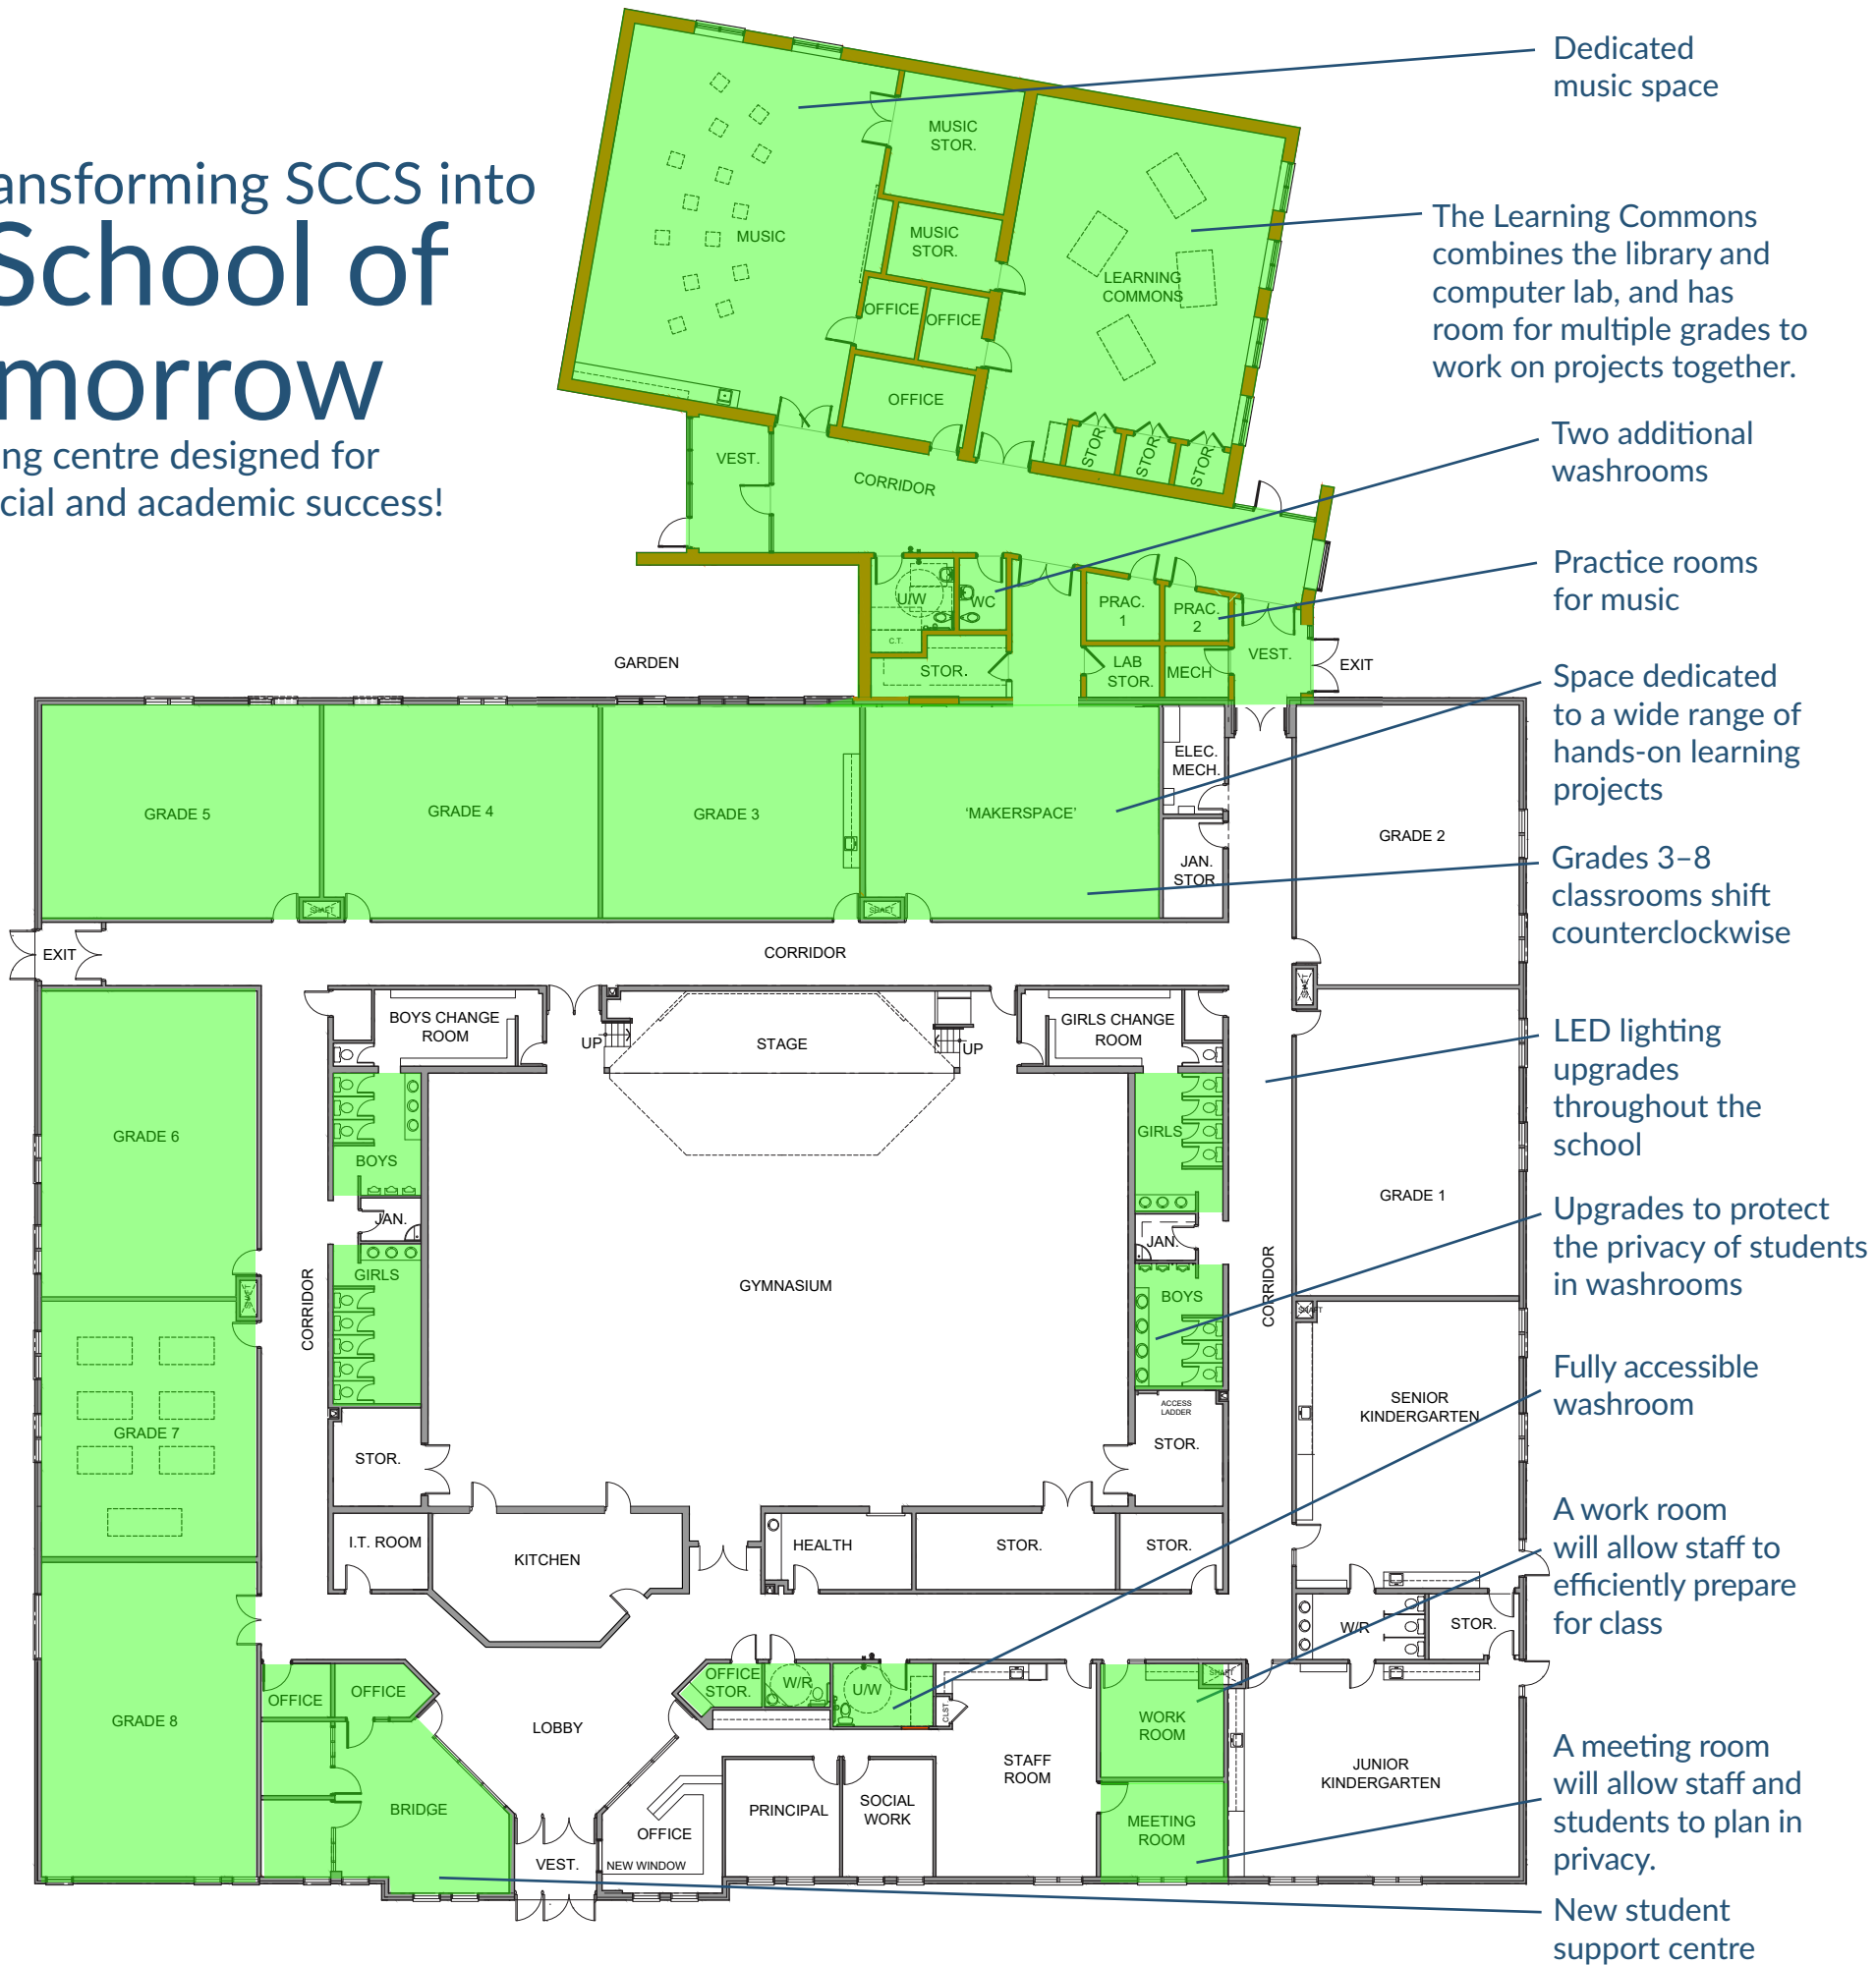 ansforming SCCS into
School of
morrow
ng centre designed for
cial and academic success!
Dedicated
music space
The Learning Commons
combines the library and
computer lab, and has
room for multiple grades to
work on projects together.
Two additional
washrooms
Practice rooms
for music
Space dedicated
to a wide range of
hands-on learning
projects
Grades 3–8
classrooms shift
counterclockwise
LED lighting
upgrades
throughout the
school
Upgrades to protect
the privacy of students
in washrooms
Fully accessible
washroom
A work room
will allow staff to
efficiently prepare
for class
A meeting room
will allow staff and
students to plan in
privacy.
New student
support centre
MUSIC
STOR.
MUSIC
STOR.
MUSIC
LEARNING
COMMONS
OFFICE
OFFICE
OFFICE
STOR.
STOR.
STOR.
VEST.
CORRIDOR
U/W
WC
C.T.
PRAC.
1
PRAC.
2
STOR.
LAB
STOR.
MECH
VEST.
EXIT
GARDEN
GRADE 5
GRADE 4
GRADE 3
'MAKERSPACE'
ELEC.
MECH.
JAN.
STOR
GRADE 2
SHAFT
SHAFT
EXIT
CORRIDOR
SHAFT
BOYS CHANGE
ROOM
UP
STAGE
UP
GIRLS CHANGE
ROOM
GRADE 6
BOYS
JAN.
GIRLS
GIRLS
JAN.
BOYS
GRADE 1
SHAFT
CORRIDOR
GYMNASIUM
CORRIDOR
SHAFT
GRADE 7
STOR.
ACCESS
LADDER
STOR.
SENIOR
KINDERGARTEN
I.T. ROOM
KITCHEN
HEALTH
STOR.
STOR.
W/R
STOR.
GRADE 8
OFFICE
OFFICE
LOBBY
OFFICE
STOR.
W/R
U/W
CLST
SHAFT
WORK
ROOM
STAFF
ROOM
JUNIOR
KINDERGARTEN
BRIDGE
PRINCIPAL
SOCIAL
WORK
MEETING
ROOM
OFFICE
VEST.
NEW WINDOW